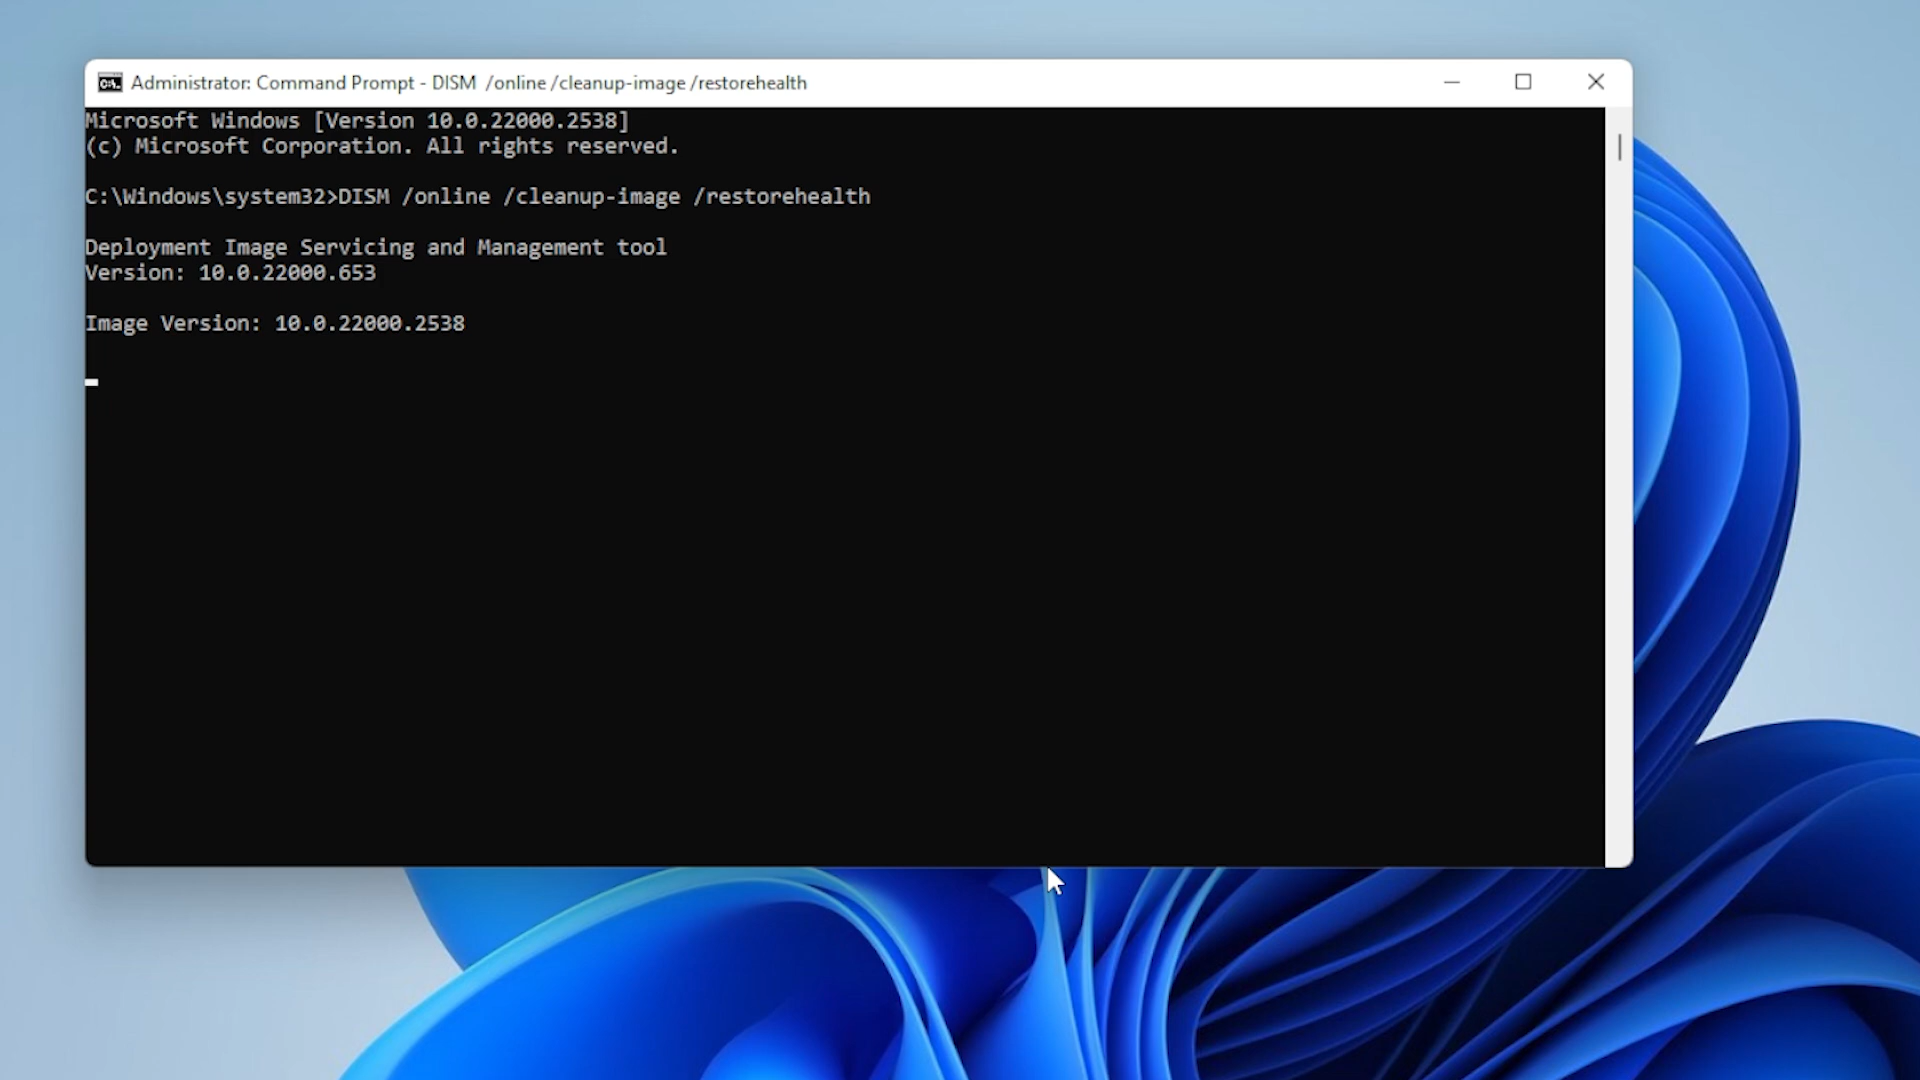 Administrator: Command Prompt - DISM  /online /cleanup-image /restorehealth
Microsoft Windows [Version 10.0.22000.2538]
(c) Microsoft Corporation. All rights reserved.
C:\Windows\system32>DISM /online /cleanup-image /restorehealth
Deployment Image Servicing and Management tool
Version: 10.0.22000.653
Image Version: 10.0.22000.2538